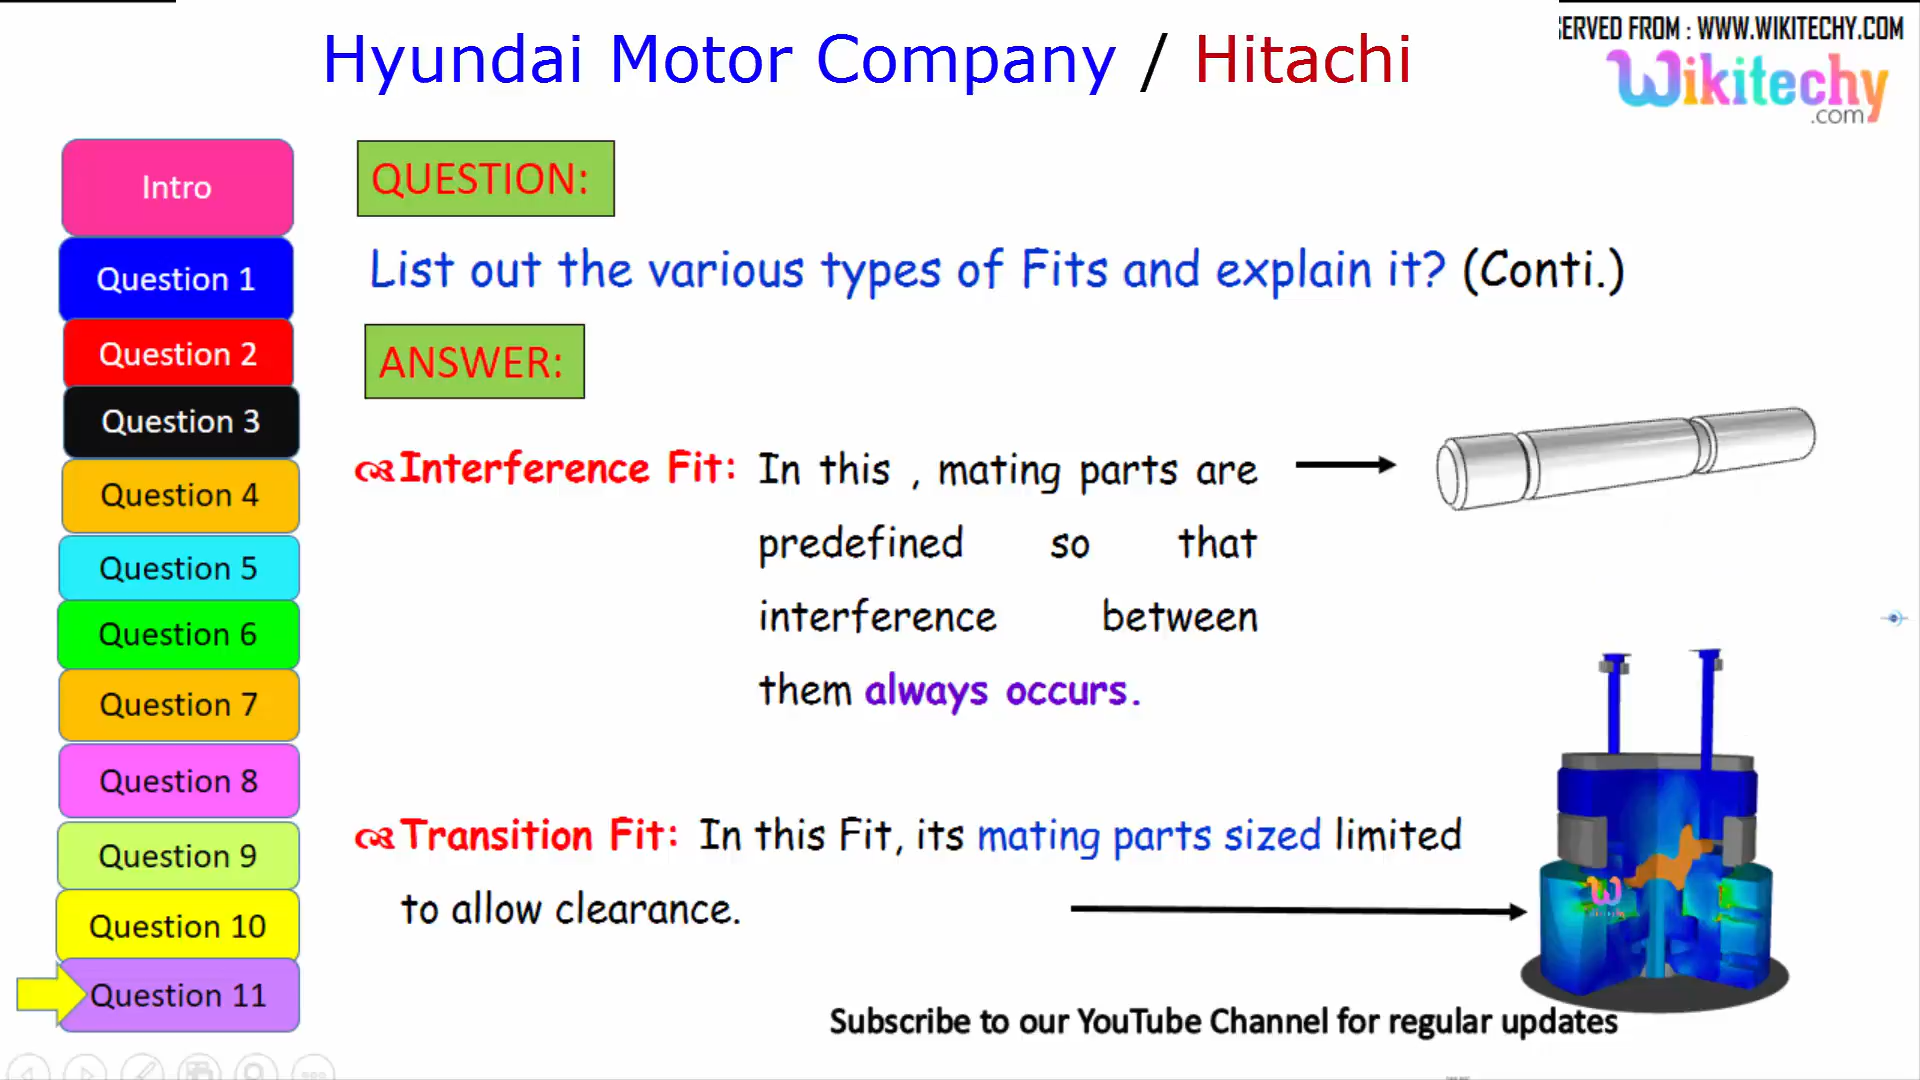 Hyundai Motor Company / Hitachi
SERVED FROM : WWW.WIKITECHY.COM
Wikitechy
.com
Intro
Question 1
Question 2
Question 3
Question 4
Question 5
Question 6
Question 7
Question 8
Question 9
Question 10
Question 11
QUESTION:
List out the various types of Fits and explain it? (Conti.)
ANSWER:
Interference Fit: In this , mating parts are
predefined so that
interference between
them always occurs.
Transition Fit: In this Fit, its mating parts sized limited
to allow clearance.
Subscribe to our YouTube Channel for regular updates